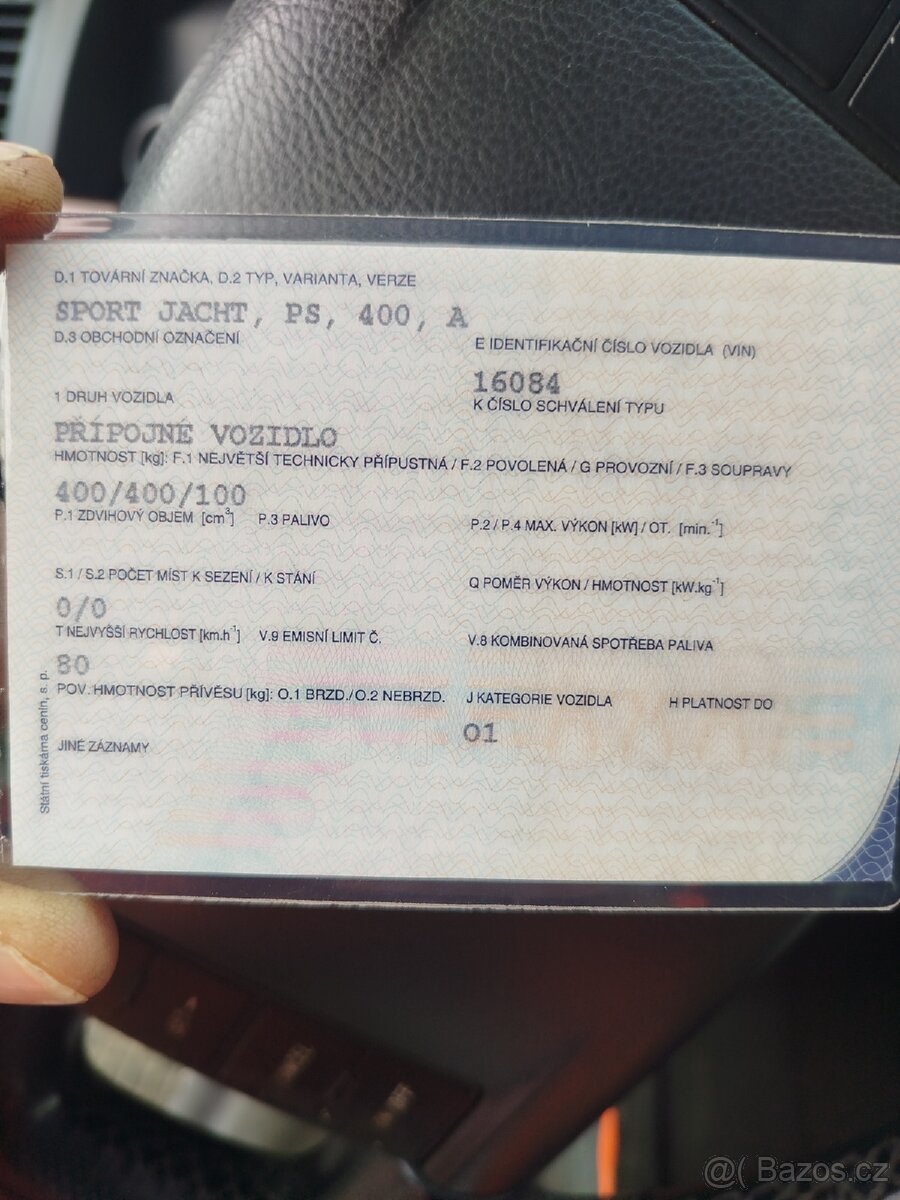 D.1 TOVÁRNÍ ZNAČKA, D.2 TYP, VARIANTA, VERZE
SPORT JACHT, PS, 400, A
D.3 OBCHODNÍ OZNAČENÍ
E IDENTIFIKAČNÍ ČÍSLO VOZIDLA (VIN)
16084
1 DRUH VOZIDLA
K ČÍSLO SCHVÁLENÍ TYPU
PŘÍPOJNÉ VOZIDLO
HMOTNOST [kg]: F.1 NEJVĚTŠÍ TECHNICKY PŘÍPUSTNÁ / F.2 POVOLENÁ / G PROVOZNÍ / F.3 SOUPRAVY
400/400/100
P.1 ZDVIHOVÝ OBJEM [cm³] P.3 PALIVO
P.2 / P.4 MAX. VÝKON [kW] / OT. [min.⁻¹]
S.1 / S.2 POČET MÍST K SEZENÍ / K STÁNÍ
Q POMĚR VÝKON / HMOTNOST [kW.kg⁻¹]
0/0
T NEJVYŠŠÍ RYCHLOST [km.h⁻¹] V.9 EMISNÍ LIMIT Č.
V.8 KOMBINOVANÁ SPOTŘEBA PALIVA
80
POV. HMOTNOST PŘÍVĚSU [kg]: O.1 BRZD./O.2 NEBRZD.
J KATEGORIE VOZIDLA H PLATNOST DO
O1
JINÉ ZÁZNAMY
Státní tiskárna cenin, s. p.
@( Bazos.cz